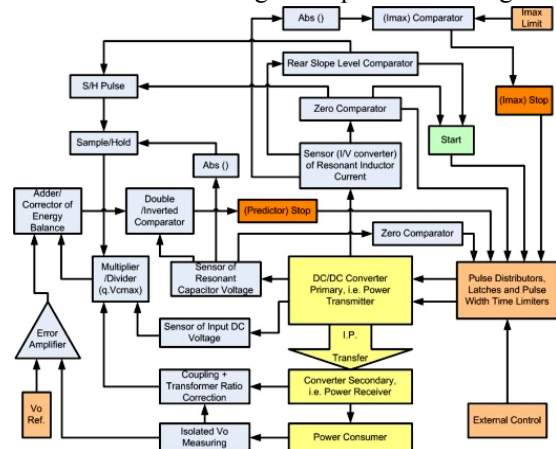 Abs ()
(Imax) Comparator
Imax
Limit
Rear Slope Level Comparator
S/H Pulse
(Imax) Stop
Zero Comparator
Start
Sample/Hold
Abs ()
Sensor (I/V converter)
of Resonant Inductor
Current
Adder/
Corrector of
Energy
Balance
Double
/Inverted
Comparator
(Predictor) Stop
Zero Comparator
Multiplier
/Divider
(q.Vcmax)
Sensor of
Resonant
Capacitor Voltage
DC/DC Converter
Primary, i.e. Power
Transmitter
Pulse Distributors,
Latches and Pulse
Width Time Limiters
Sensor of Input DC
Voltage
Error
Amplifier
I.P.
Transfer
Coupling +
Transformer Ratio
Correction
Converter Secondary,
i.e. Power Receiver
Vo
Ref.
External Control
Isolated Vo
Measuring
Power Consumer